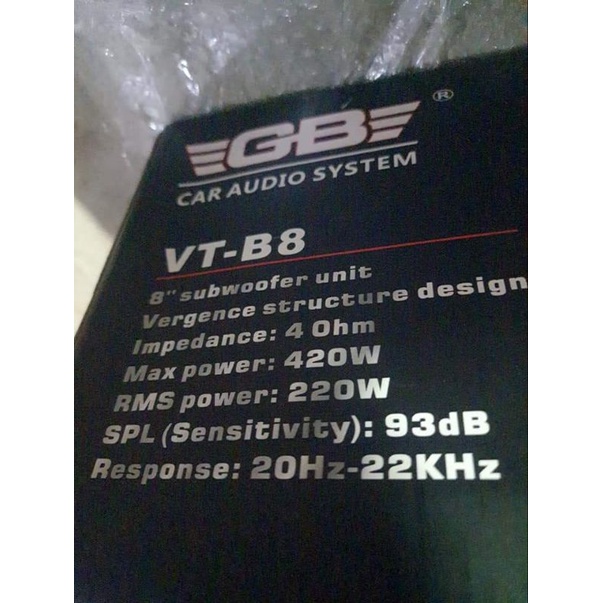 GB ®
CAR AUDIO SYSTEM
VT-B8
8" subwoofer unit
Vergence structure design
Impedance: 4 Ohm
Max power: 420W
RMS power: 220W
SPL (Sensitivity): 93dB
Response: 20Hz-22KHz